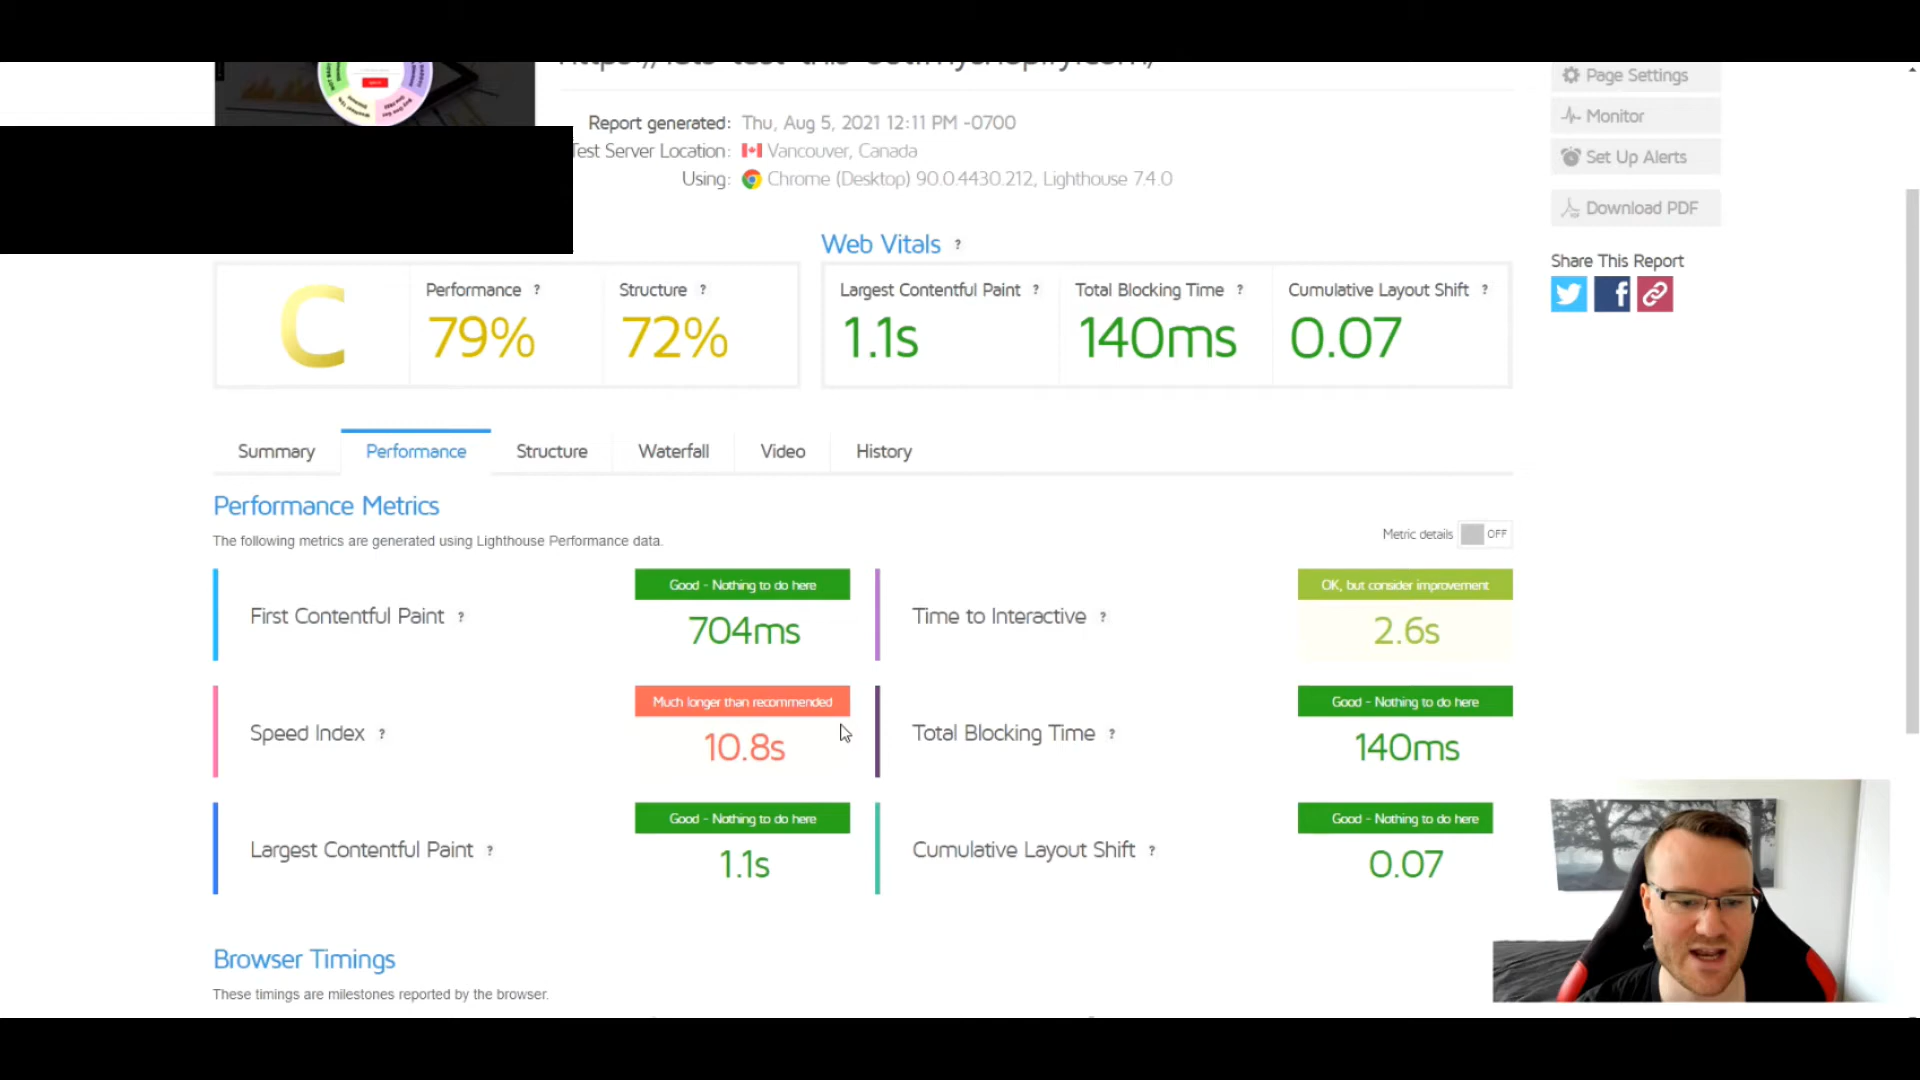 Page Settings
Report generated: Thu, Aug 5, 2021 12:11 PM -0700
Monitor
Test Server Location: Vancouver, Canada
Set Up Alerts
Using: Chrome (Desktop) 90.0.4430.212, Lighthouse 7.4.0
Download PDF
Web Vitals ?
Share This Report
C
Performance ?
79%
Structure ?
72%
Largest Contentful Paint ?
1.1s
Total Blocking Time ?
140ms
Cumulative Layout Shift ?
0.07
Summary Performance Structure Waterfall Video History
Performance Metrics
The following metrics are generated using Lighthouse Performance data.
Metric details OFF
First Contentful Paint ?
Good - Nothing to do here
704ms
Time to Interactive ?
OK, but consider improvement
2.6s
Speed Index ?
Much longer than recommended
10.8s
Total Blocking Time ?
Good - Nothing to do here
140ms
Largest Contentful Paint ?
Good - Nothing to do here
1.1s
Cumulative Layout Shift ?
Good - Nothing to do here
0.07
Browser Timings
These timings are milestones reported by the browser.